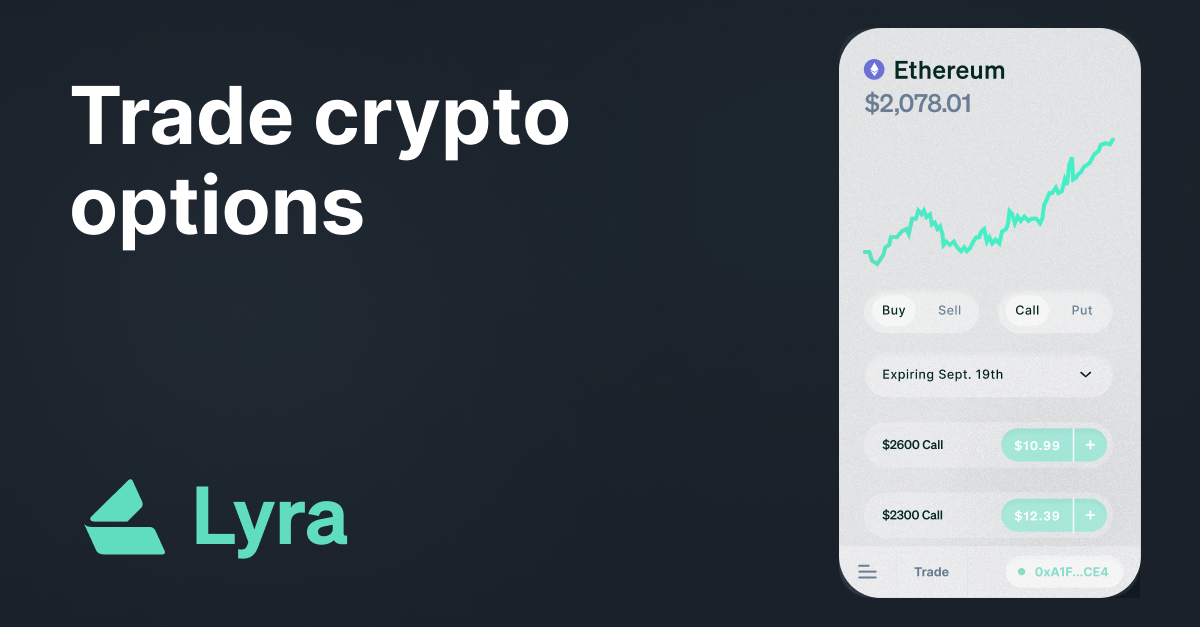 Trade crypto
options
Lyra
Ethereum
$2,078.01
Buy Sell Call Put
Expiring Sept. 19th
$2600 Call $10.99 +
$2300 Call $12.39 +
Trade 0xA1F...CE4